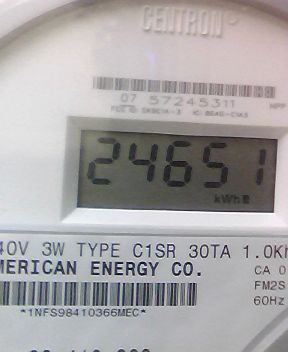 CENTRON
07 57245311
24651
kWh
40V 3W TYPE C1SR 30TA 1.0Kh
MERICAN ENERGY CO.
CA 0
FM2S
60Hz
*1NFS98410366MEC*